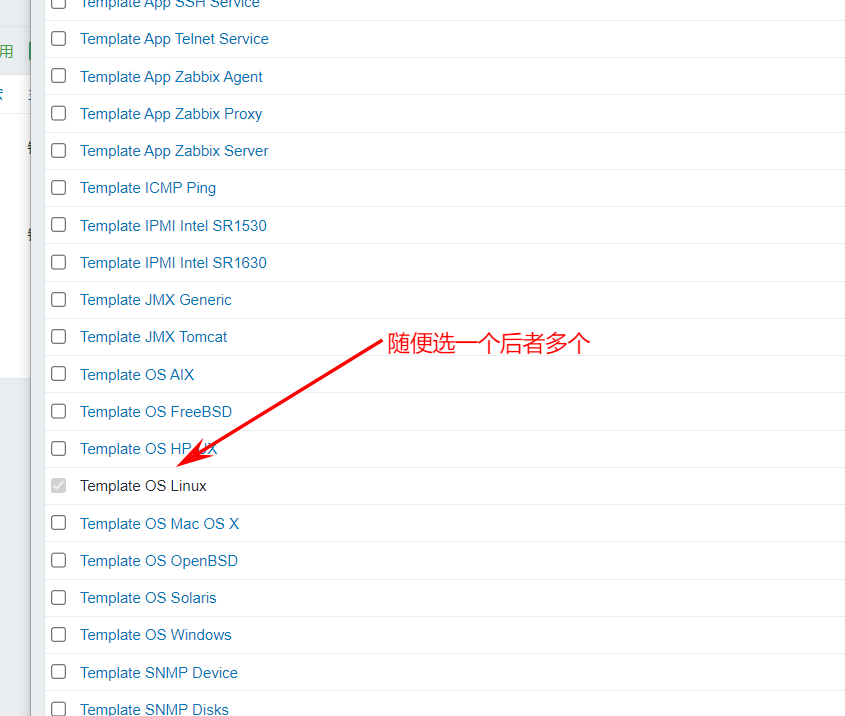 Template App SSH Service
用
Template App Telnet Service
Template App Zabbix Agent
Template App Zabbix Proxy
Template App Zabbix Server
Template ICMP Ping
Template IPMI Intel SR1530
Template IPMI Intel SR1630
Template JMX Generic
Template JMX Tomcat
随便选一个后者多个
Template OS AIX
Template OS FreeBSD
Template OS HP-UX
Template OS Linux
Template OS Mac OS X
Template OS OpenBSD
Template OS Solaris
Template OS Windows
Template SNMP Device
Template SNMP Disks